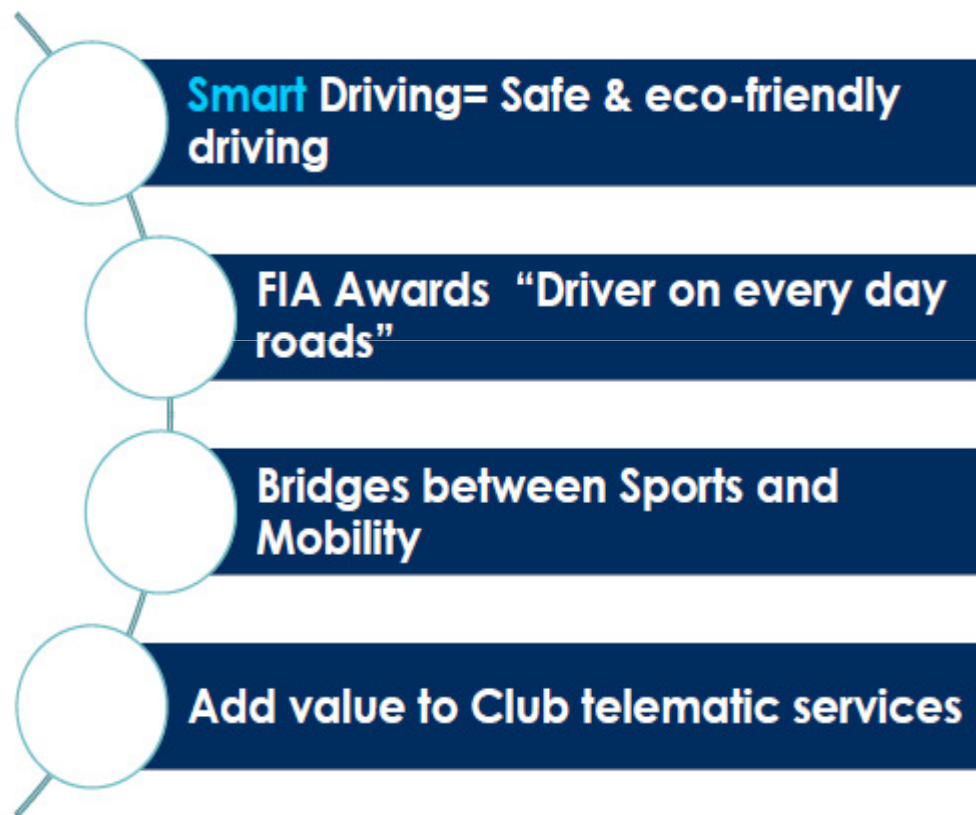 Smart Driving= Safe & eco-friendly
driving
FIA Awards  “Driver on every day
roads”
Bridges between Sports and
Mobility
Add value to Club telematic services